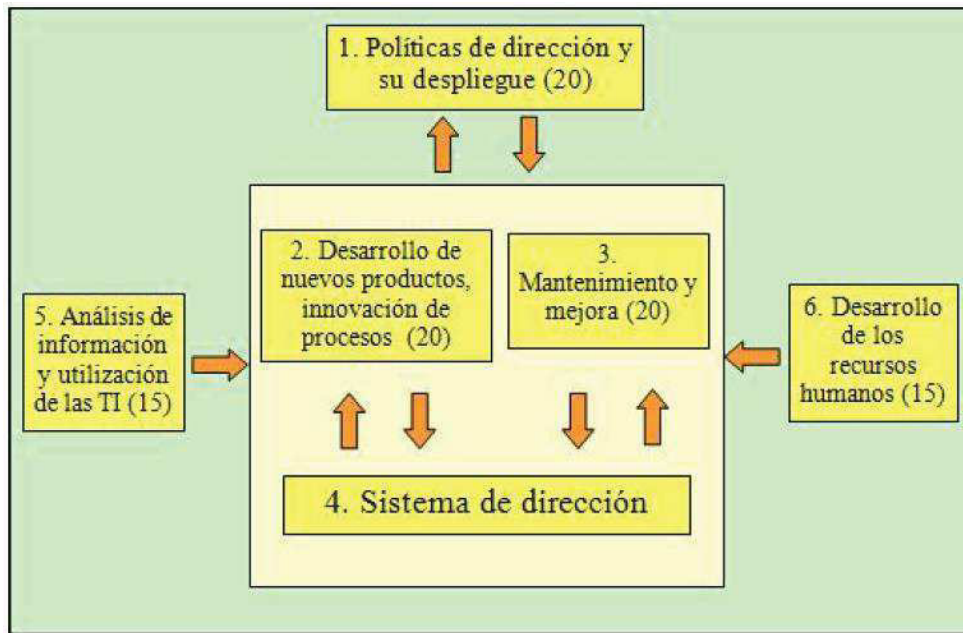 1. Políticas de dirección y
su despliegue (20)
2. Desarrollo de
nuevos productos,
innovación de
procesos (20)
3.
Mantenimiento y
mejora (20)
5. Análisis de
información
y utilización
de las TI (15)
6. Desarrollo
de los
recursos
humanos (15)
4. Sistema de dirección